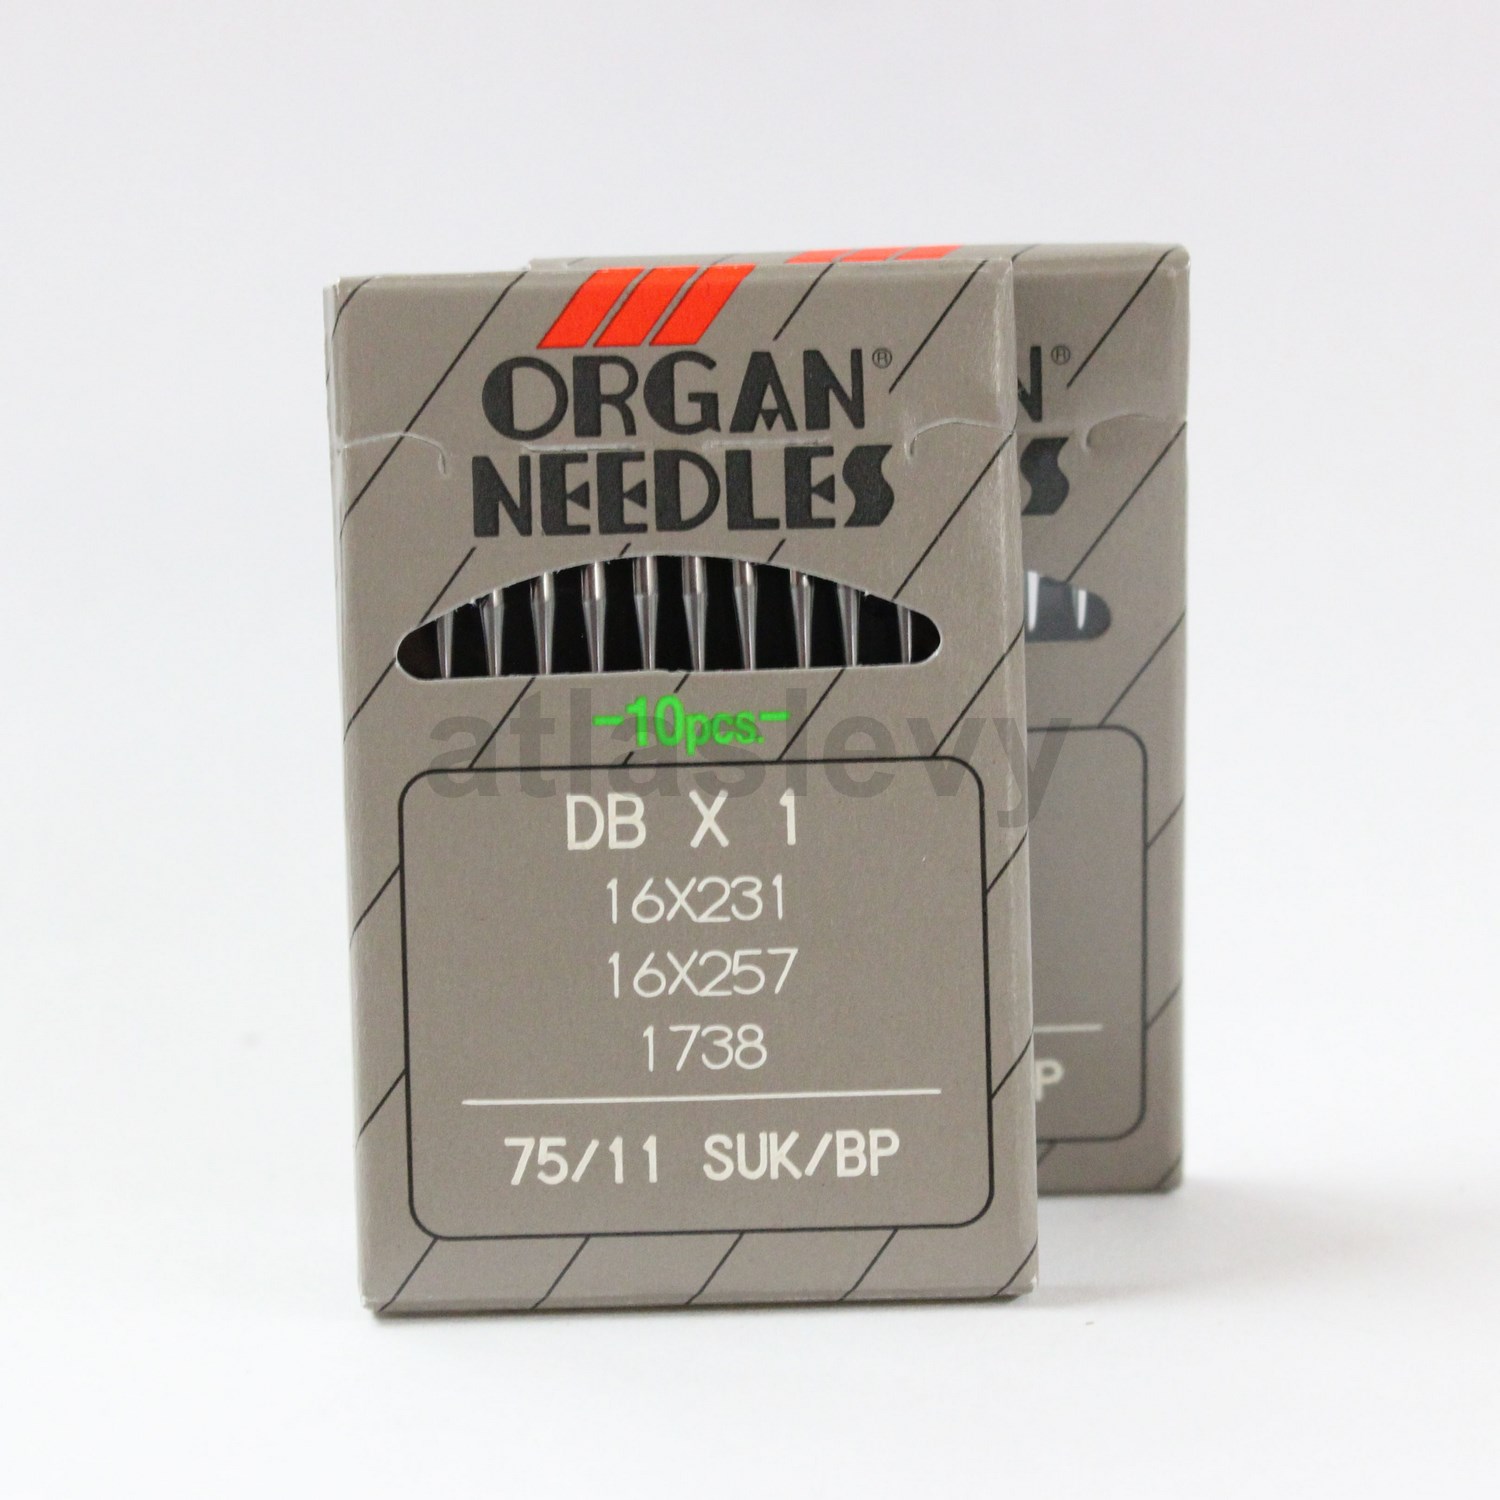 ORGAN®
NEEDLES
-10pcs.-
atlaslevy
DB X 1
16X231
16X257
1738
75/11 SUK/BP
N®
S
P